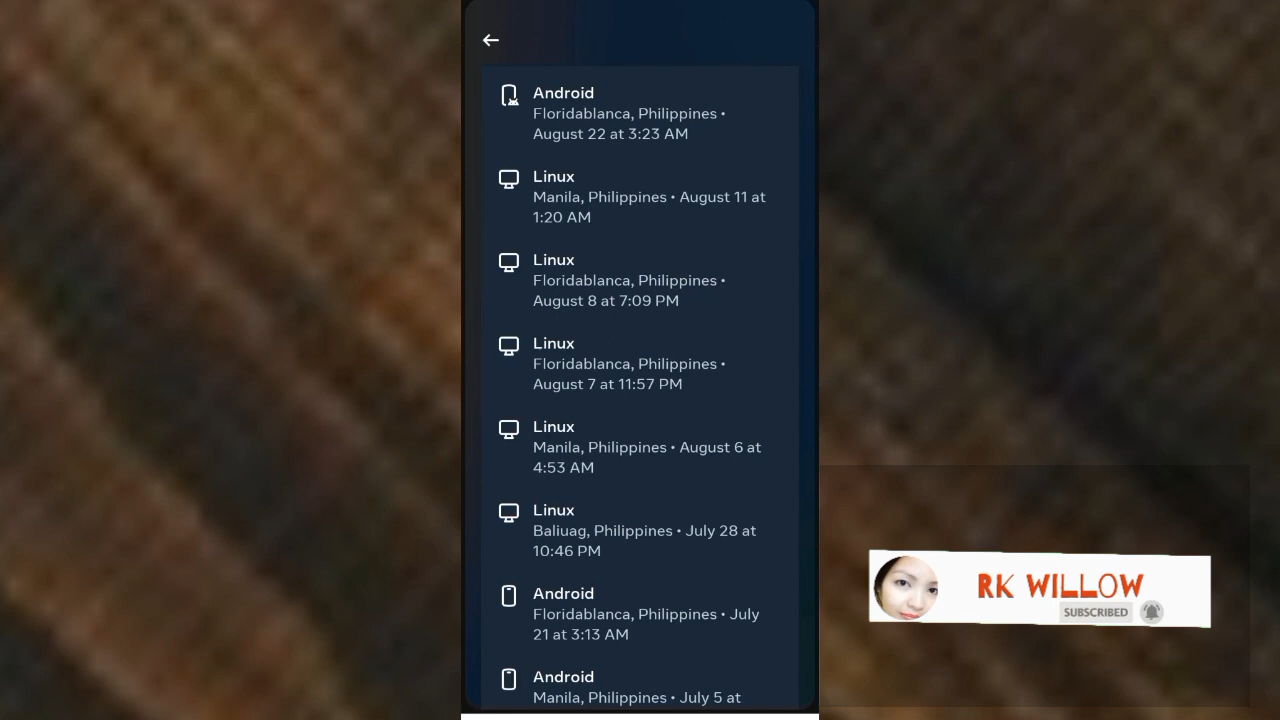 Android
Floridablanca, Philippines •
August 22 at 3:23 AM
Linux
Manila, Philippines • August 11 at
1:20 AM
Linux
Floridablanca, Philippines •
August 8 at 7:09 PM
Linux
Floridablanca, Philippines •
August 7 at 11:57 PM
Linux
Manila, Philippines • August 6 at
4:53 AM
Linux
Baliuag, Philippines • July 28 at
10:46 PM
Android
Floridablanca, Philippines • July
21 at 3:13 AM
Android
Manila, Philippines • July 5 at
RK WILLOW
SUBSCRIBED